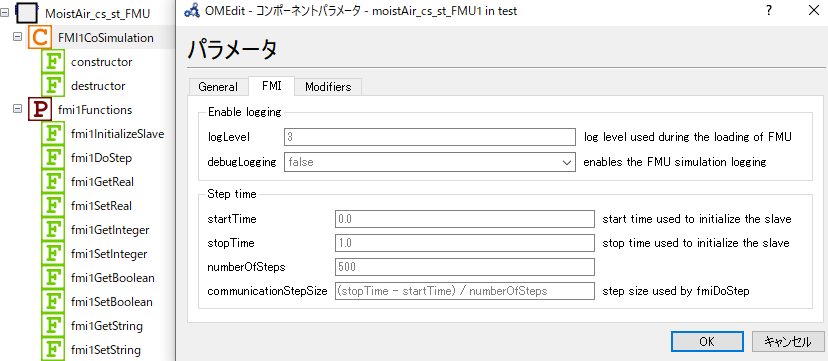 MoistAir_cs_st_FMU
C FMI1CoSimulation
F constructor
F destructor
P fmi1Functions
F fmi1InitializeSlave
F fmi1DoStep
F fmi1GetReal
F fmi1SetReal
F fmi1GetInteger
F fmi1SetInteger
F fmi1GetBoolean
F fmi1SetBoolean
F fmi1GetString
F fmi1SetString
OMEdit - コンポーネントパラメータ - moistAir_cs_st_FMU1 in test
パラメータ
General FMI Modifiers
Enable logging
logLevel 3 log level used during the loading of FMU
debugLogging false enables the FMU simulation logging
Step time
startTime 0.0 start time used to initialize the slave
stopTime 1.0 stop time used to initialize the slave
numberOfSteps 500
communicationStepSize (stopTime - startTime) / numberOfSteps step size used by fmiDoStep
OK キャンセル